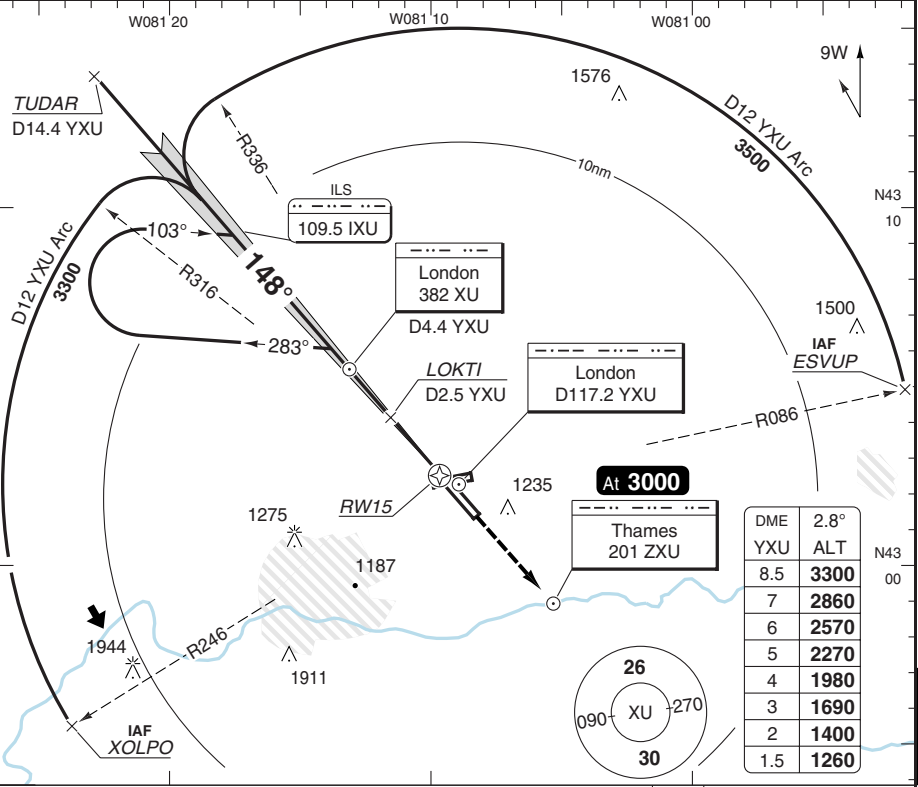 W081 20
W081 10
W081 00
9W
1576
TUDAR
D14.4 YXU
D12 YXU Arc
3500
R336
10nm
N43
10
ILS
109.5 IXU
103°
D12 YXU Arc
3300
R316
148°
London
382 XU
D4.4 YXU
1500
IAF
ESVUP
283°
LOKTI
D2.5 YXU
London
D117.2 YXU
R086
RW15
1235
At 3000
Thames
201 ZXU
1275
1187
N43
00
DME 2.8°
YXU ALT
8.5 3300
7 2860
6 2570
5 2270
4 1980
3 1690
2 1400
1.5 1260
1944
R246
1911
IAF
XOLPO
26
090 XU 270
30